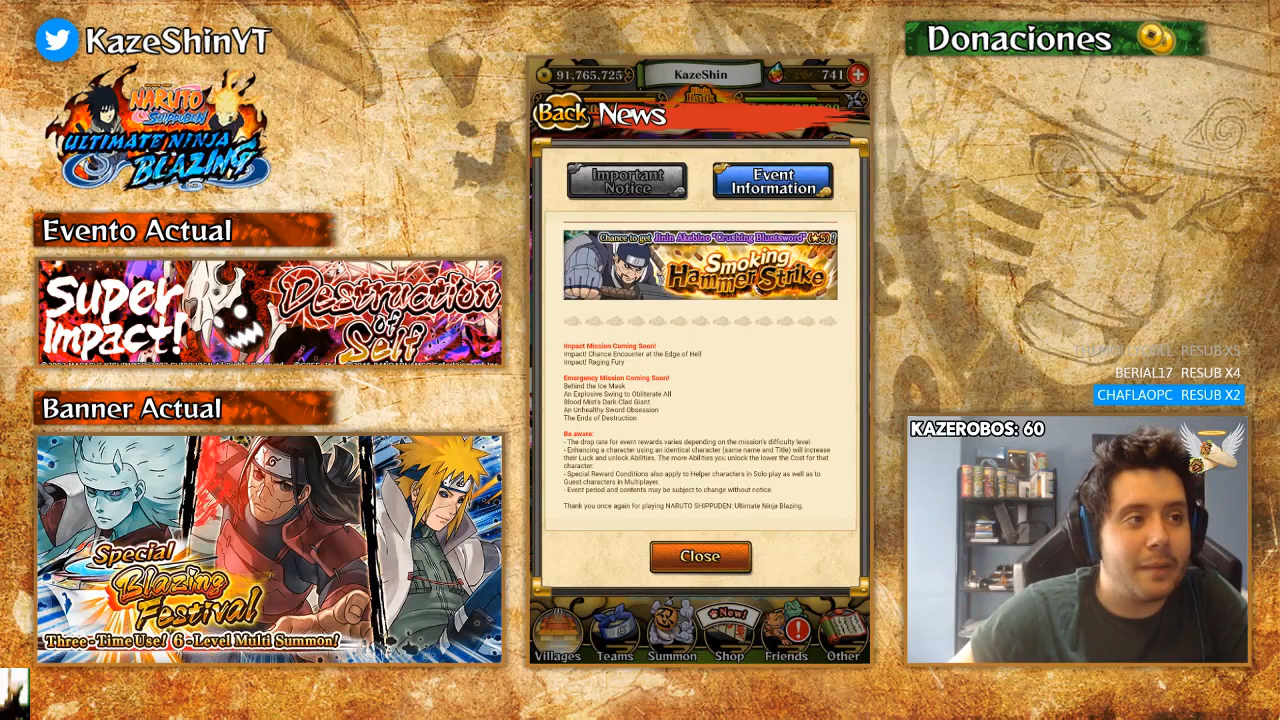 KazeShinYT
NARUTO
SHIPPUDEN
ULTIMATE NINJA
BLAZING
Evento Actual
Super
Impact!
Destruction
of
Self
Banner Actual
Special
Blazing
Festival
Three-Time Use! 6-Level Multi Summon!
91,765,725
KazeShin
741
Back
News
Important
Notice
Event
Information
Chance to get Jinin Akebino "Crushing Bluntsword" (★5)!
Smoking
Hammer Strike
Impact Mission Coming Soon!
Impact! Chance Encounter at the Edge of Hell
Impact! Raging Fury
Emergency Mission Coming Soon!
Behind the Ice Mask
An Explosive Swing to Obliterate All
Blood Mist's Dark-Clad Giant
An Unhealthy Sword Obsession
The Ends of Destruction
Be aware:
- The drop rate for event rewards varies depending on the mission's difficulty level.
- Enhancing a character using an identical character (same name and Title) will increase
their Luck and unlock Abilities. The more Abilities you unlock the lower the Cost for that
character.
- Special Reward Conditions also apply to Helper characters in Solo play as well as to
Guest characters in Multiplayer.
- Event period and contents may be subject to change without notice.
Thank you once again for playing NARUTO SHIPPUDEN: Ultimate Ninja Blazing.
Close
Villages
Teams
Summon
New!
Shop
Friends
Other
Donaciones
RESUB X5
BERIAL17 RESUB X4
CHAFLAOPC RESUB X2
KAZEROBOS: 60